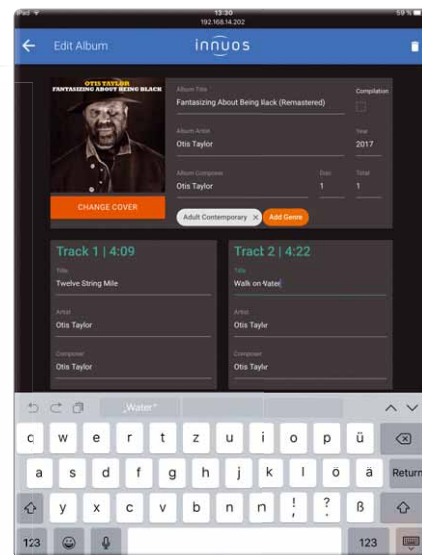 iPad 13:30 59 %
192.168.14.202
Edit Album innuos
OTIS TAYLOR
FANTASIZING ABOUT BEING BLACK
CHANGE COVER
Album Title
Fantasizing About Being Black (Remastered)
Compilation
Album Artist
Otis Taylor
Year
2017
Album Composer
Otis Taylor
Disc
1
Total
1
Adult Contemporary × Add Genre
Track 1 | 4:09
Title
Twelve String Mile
Artist
Otis Taylor
Composer
Otis Taylor
Track 2 | 4:22
Title
Walk on Water
Artist
Otis Taylor
Composer
Otis Taylor
„Water“
q w e r t z u i o p ü
a s d f g h j k l ö ä Return
y x c v b n m ! , ? . ß
123 123